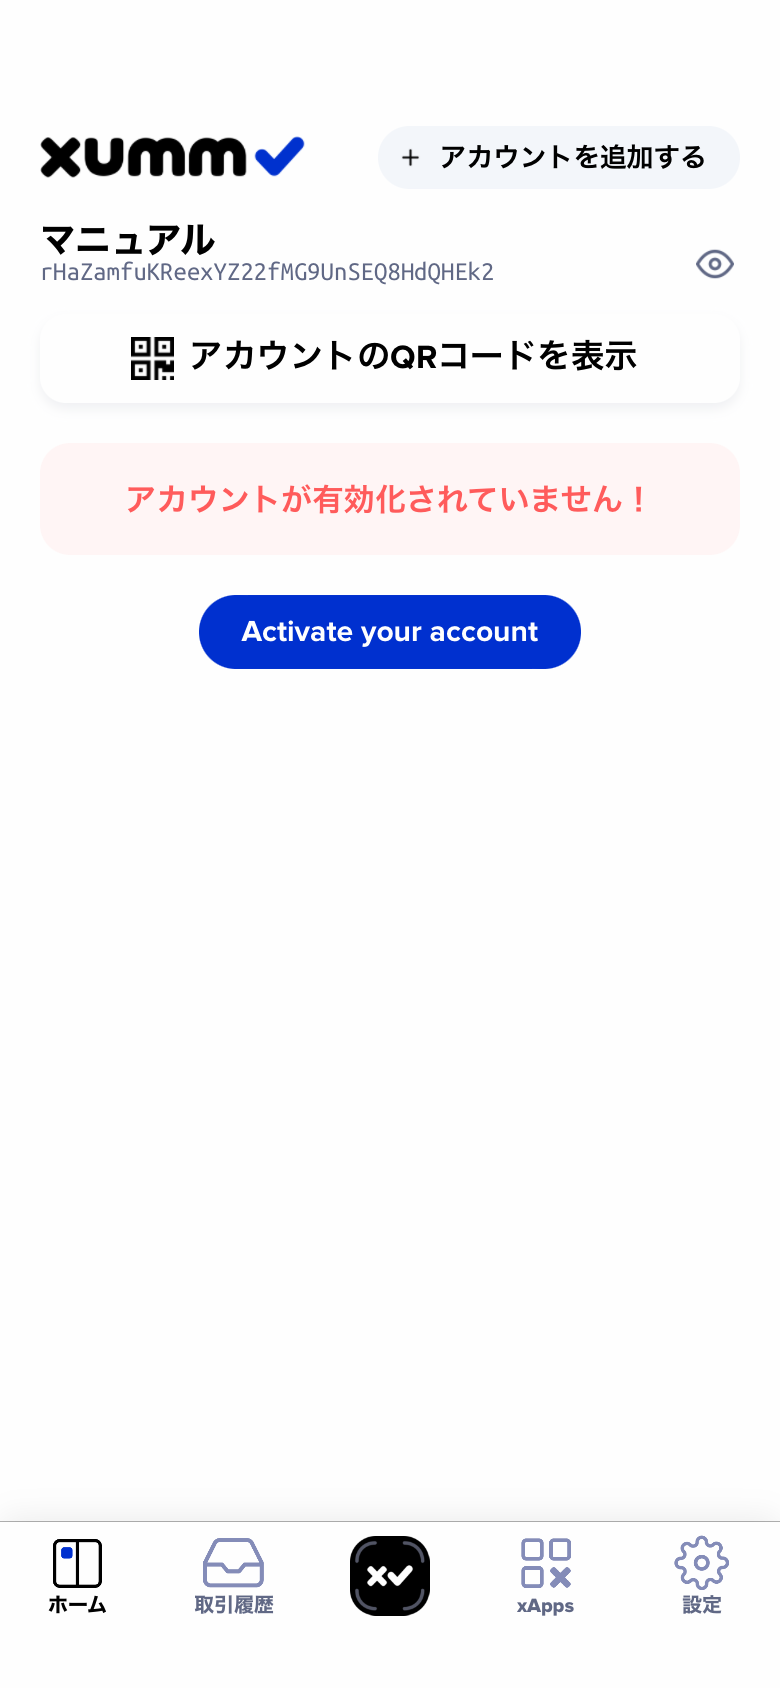 xumm
+ アカウントを追加する
マニュアル
rHaZamfuKReexYZ22fMG9UnSEQ8HdQHEk2
アカウントのQRコードを表示
アカウントが有効化されていません！
Activate your account
ホーム
取引履歴
xApps
設定